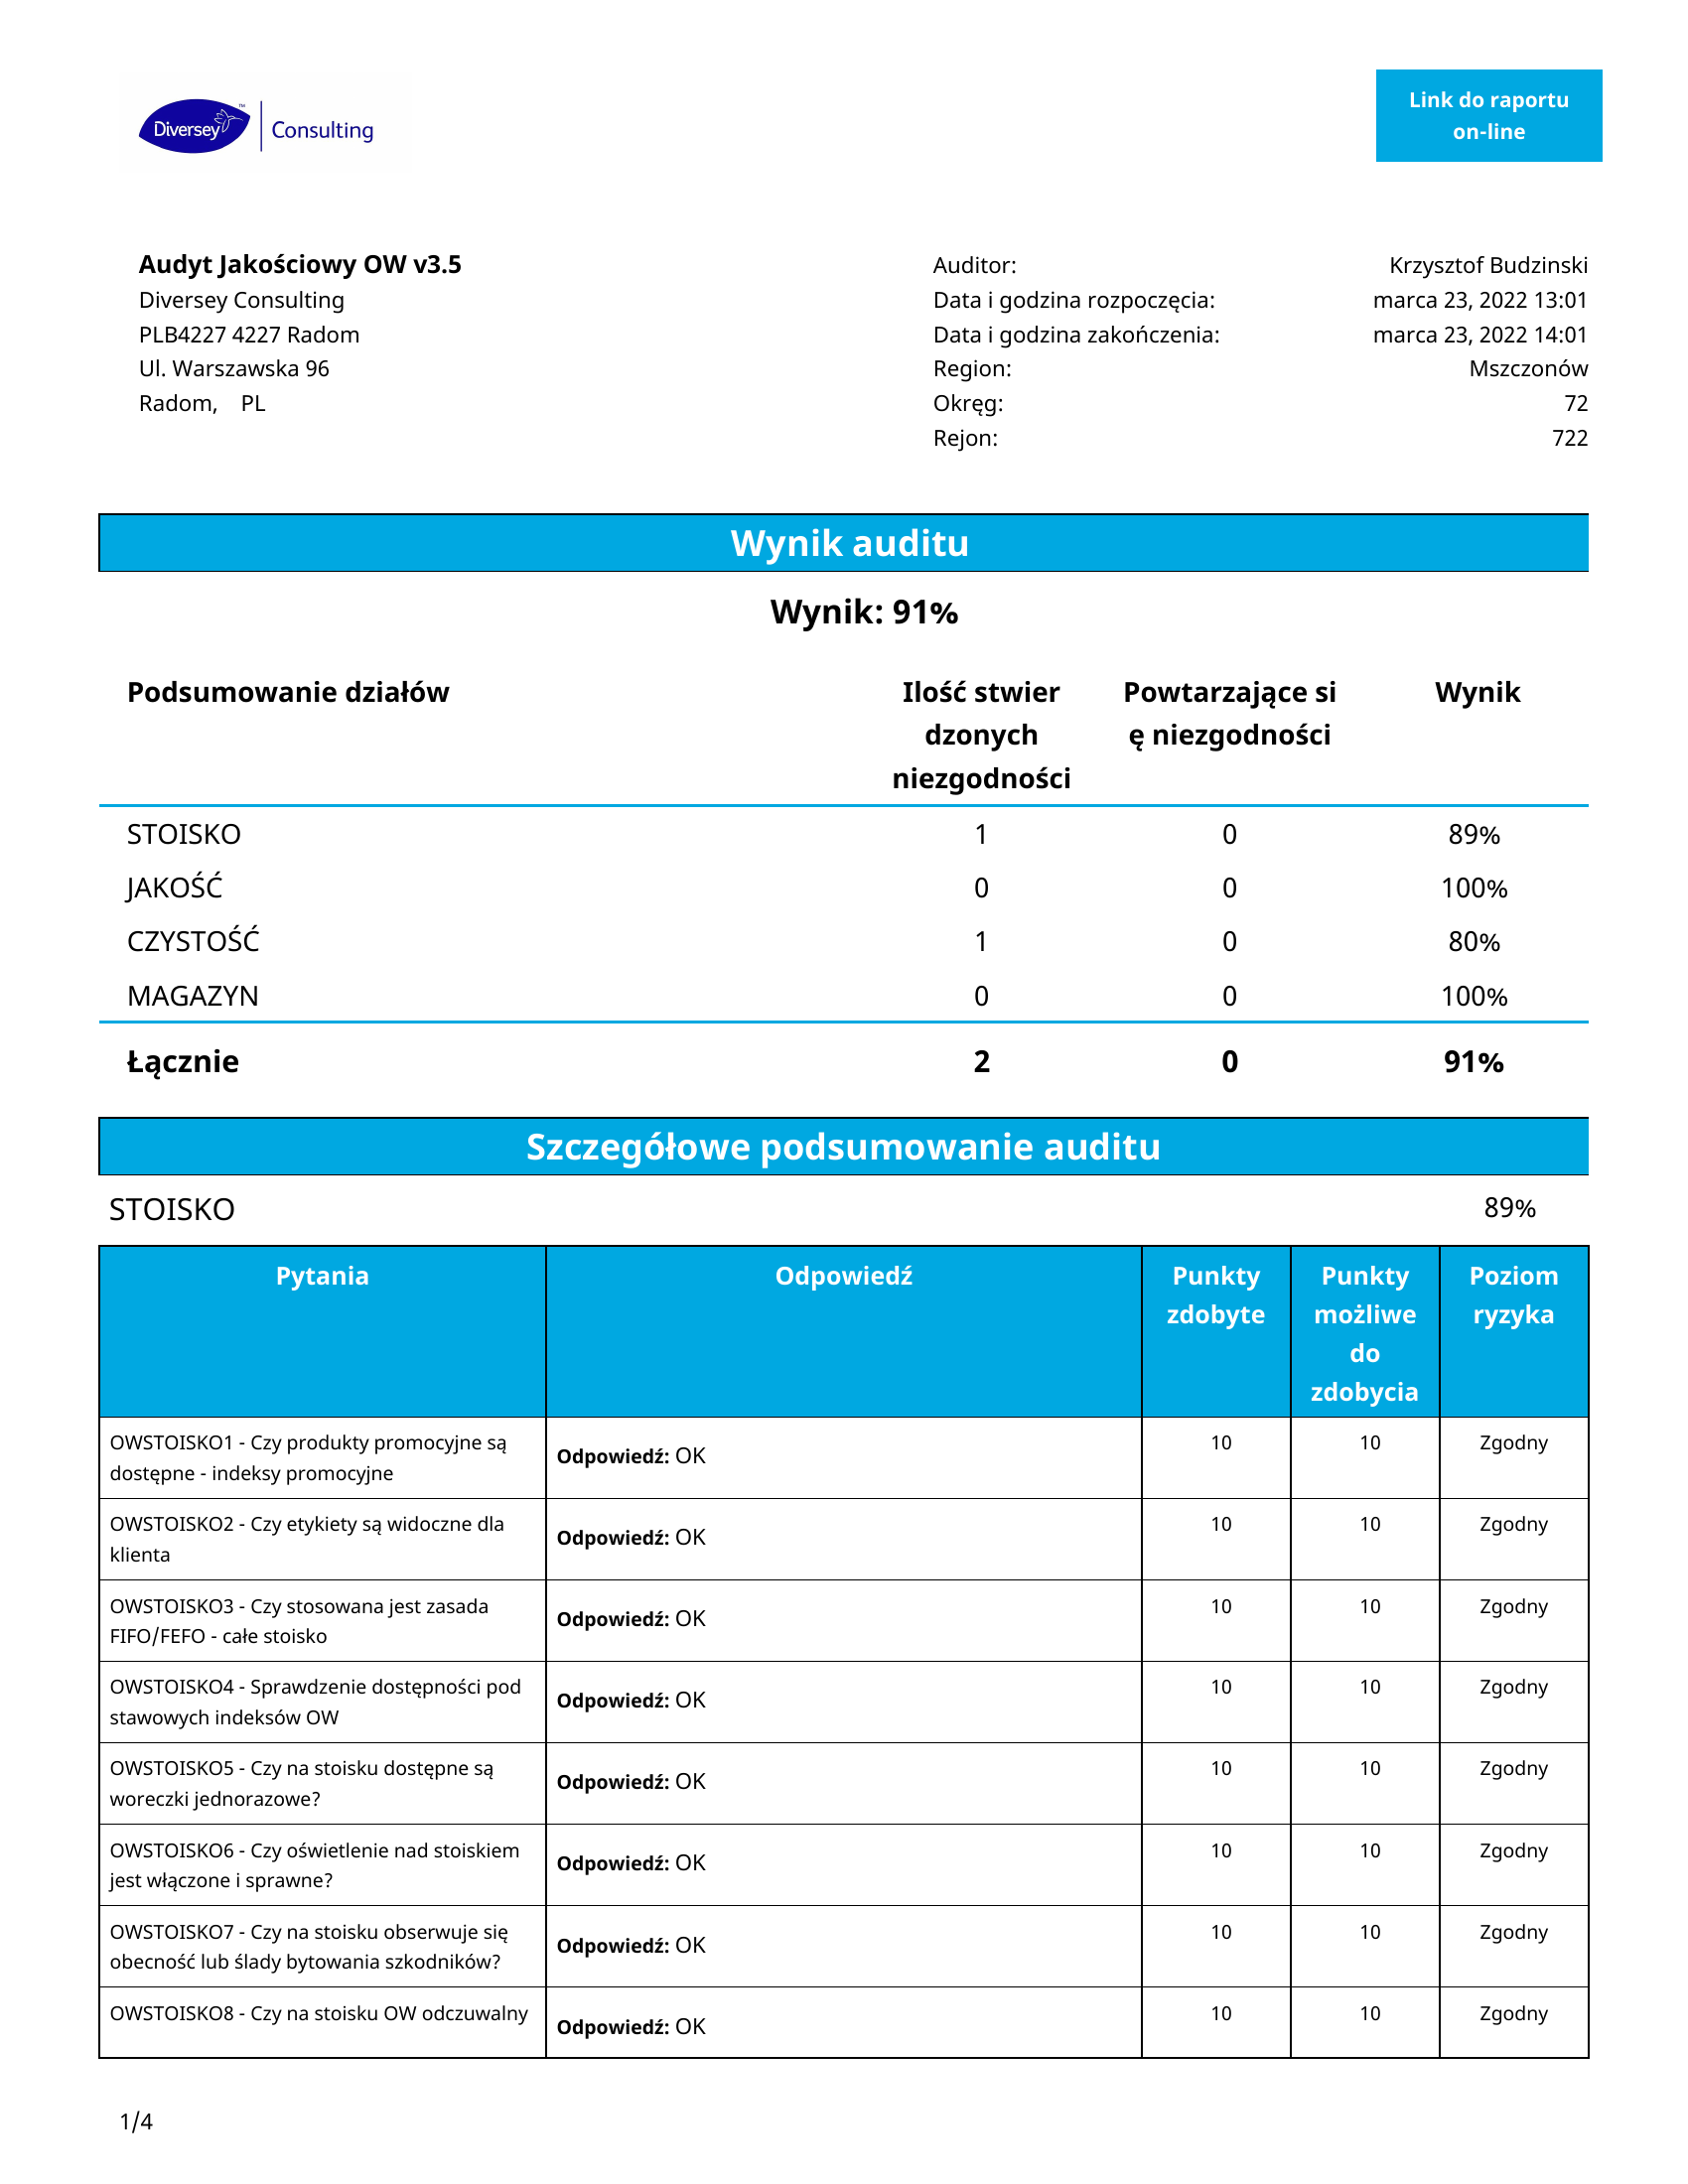 Diversey™ Consulting
Link do raportu
on-line
Audyt Jakościowy OW v3.5
Diversey Consulting
PLB4227 4227 Radom
Ul. Warszawska 96
Radom, PL
Auditor: Krzysztof Budzinski
Data i godzina rozpoczęcia: marca 23, 2022 13:01
Data i godzina zakończenia: marca 23, 2022 14:01
Region: Mszczonów
Okręg: 72
Rejon: 722
Wynik auditu
Wynik: 91%
Podsumowanie działów
Ilość stwier
dzonych
niezgodności
Powtarzające si
ę niezgodności
Wynik
STOISKO 1 0 89%
JAKOŚĆ 0 0 100%
CZYSTOŚĆ 1 0 80%
MAGAZYN 0 0 100%
Łącznie 2 0 91%
Szczegółowe podsumowanie auditu
STOISKO 89%
Pytania
Odpowiedź
Punkty
zdobyte
Punkty
możliwe
do
zdobycia
Poziom
ryzyka
OWSTOISKO1 - Czy produkty promocyjne są
dostępne - indeksy promocyjne
Odpowiedź: OK
10 10 Zgodny
OWSTOISKO2 - Czy etykiety są widoczne dla
klienta
Odpowiedź: OK
10 10 Zgodny
OWSTOISKO3 - Czy stosowana jest zasada
FIFO/FEFO - całe stoisko
Odpowiedź: OK
10 10 Zgodny
OWSTOISKO4 - Sprawdzenie dostępności pod
stawowych indeksów OW
Odpowiedź: OK
10 10 Zgodny
OWSTOISKO5 - Czy na stoisku dostępne są
woreczki jednorazowe?
Odpowiedź: OK
10 10 Zgodny
OWSTOISKO6 - Czy oświetlenie nad stoiskiem
jest włączone i sprawne?
Odpowiedź: OK
10 10 Zgodny
OWSTOISKO7 - Czy na stoisku obserwuje się
obecność lub ślady bytowania szkodników?
Odpowiedź: OK
10 10 Zgodny
OWSTOISKO8 - Czy na stoisku OW odczuwalny
Odpowiedź: OK
10 10 Zgodny
1/4